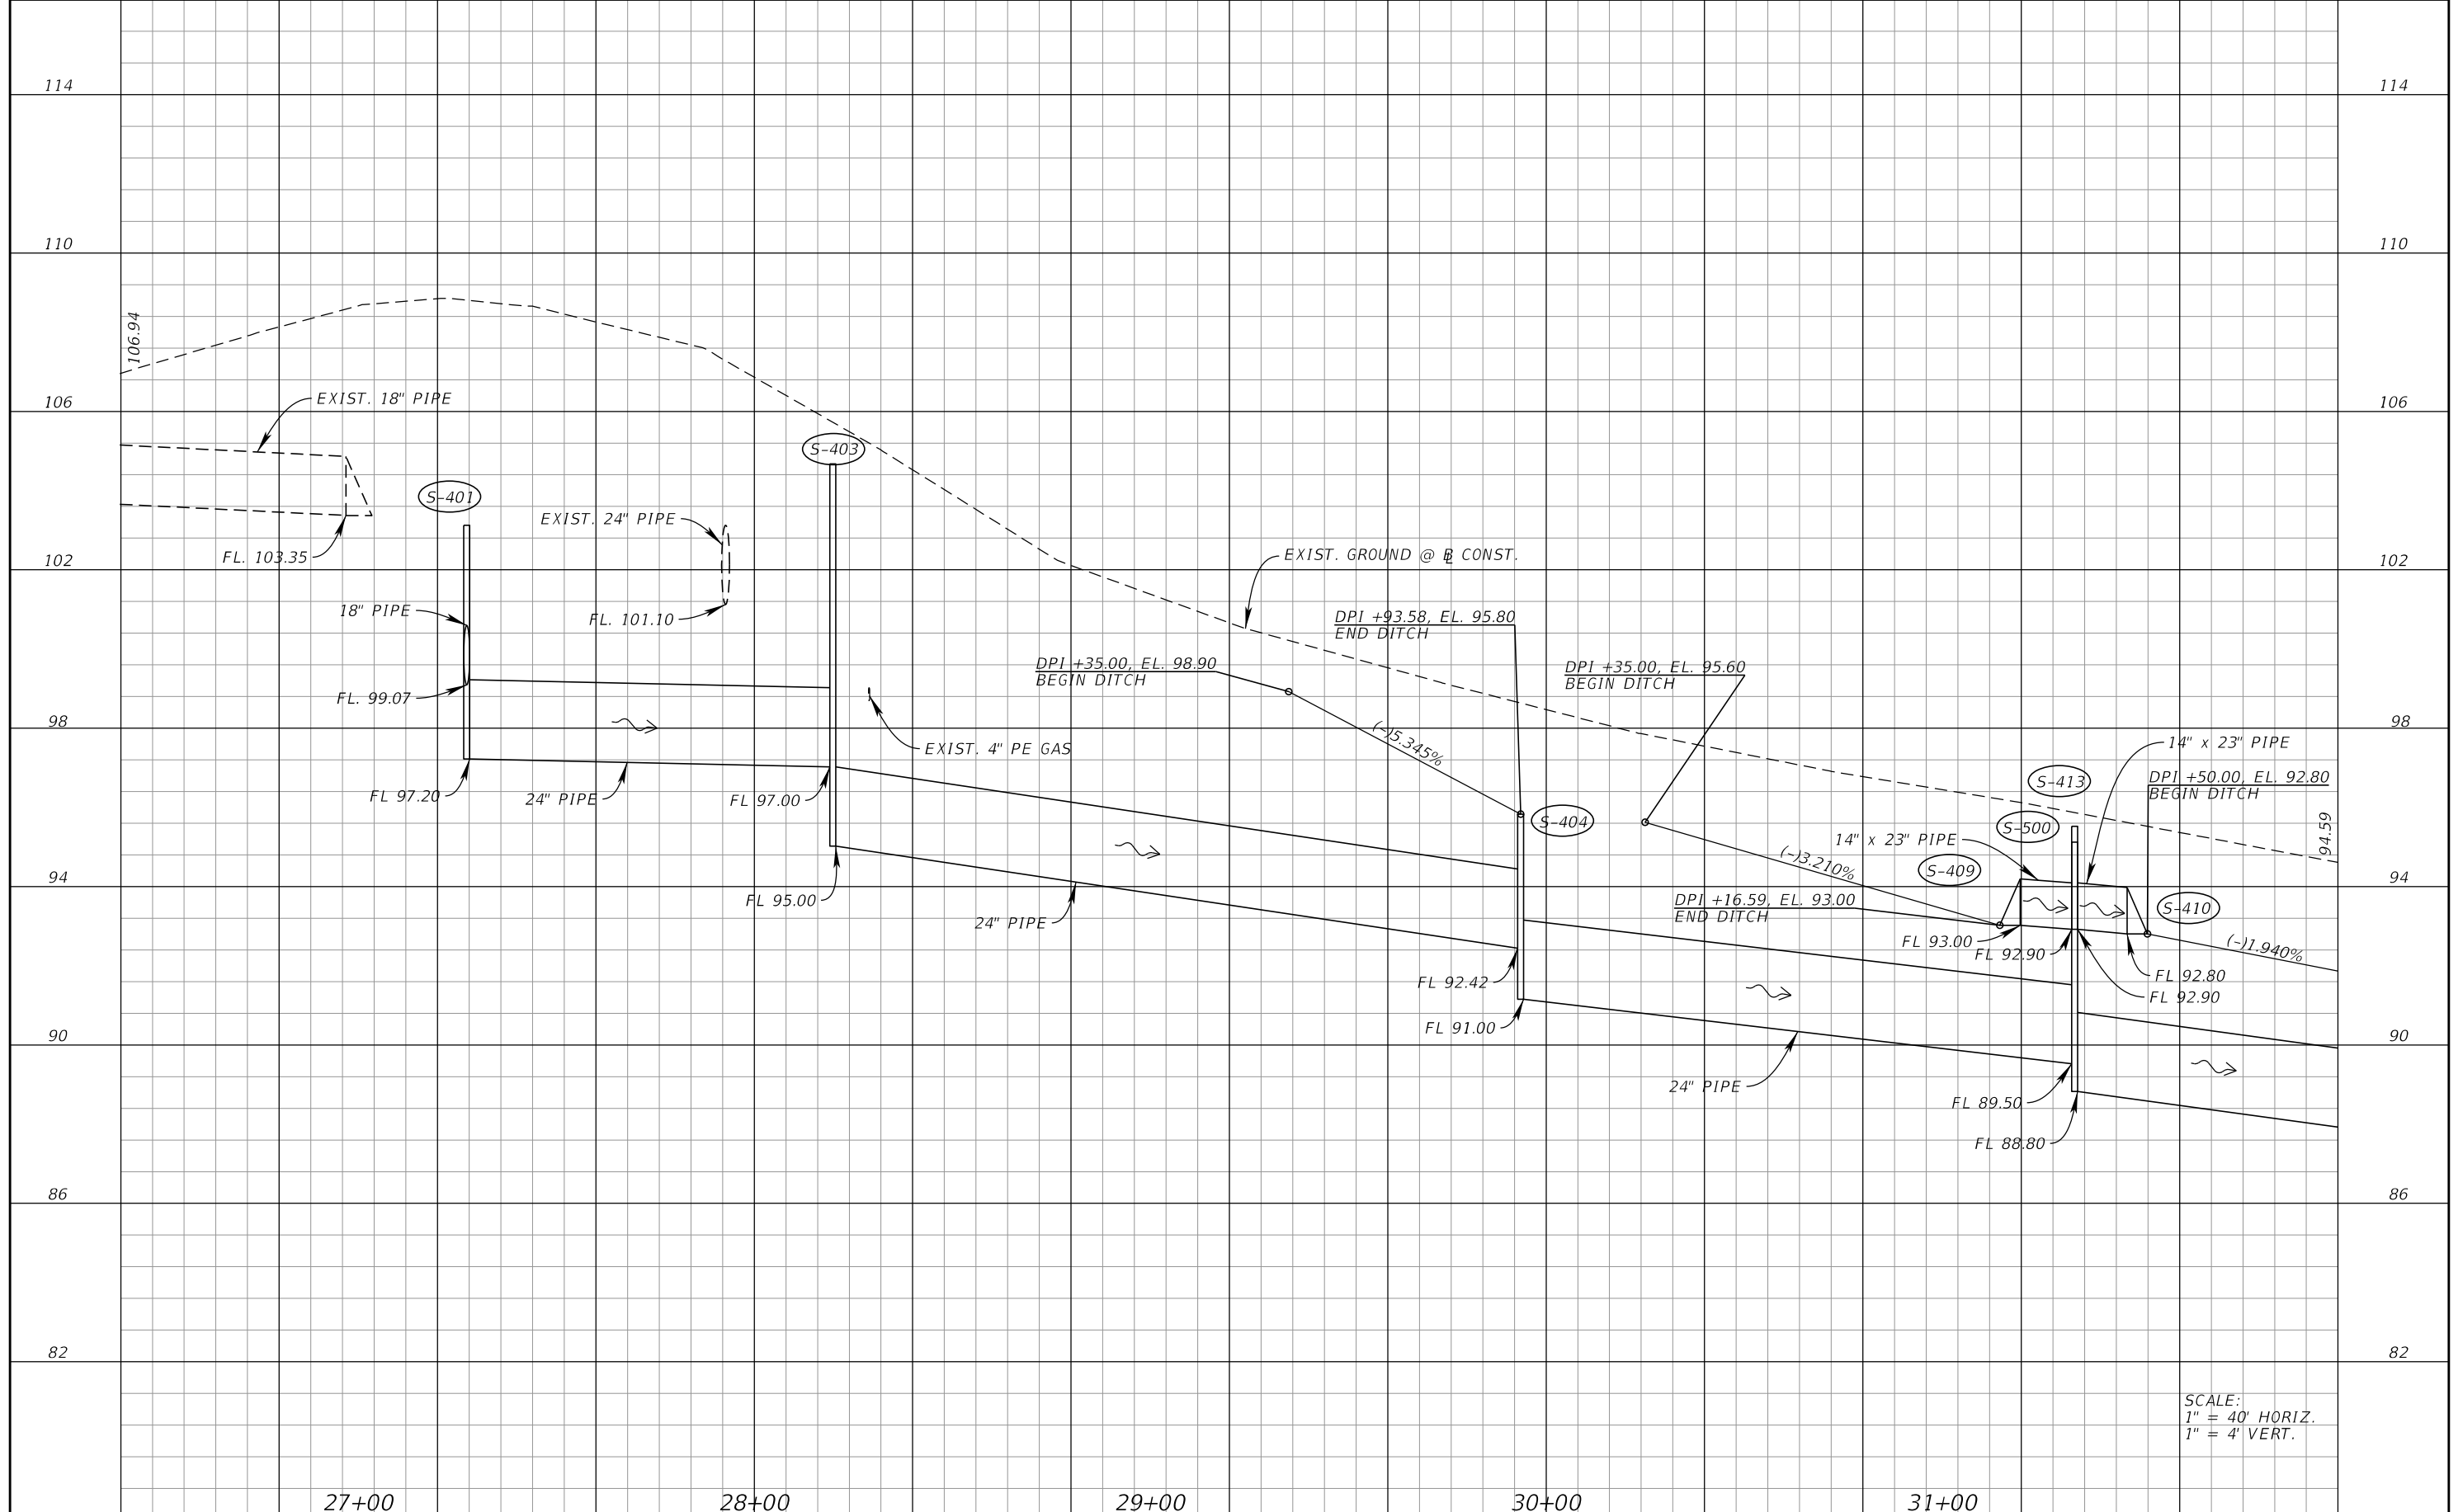 114
114
110
110
106.94
EXIST. 18" PIPE
106
106
S-403
S-401
EXIST. 24" PIPE
FL. 103.35
EXIST. GROUND @ BL CONST.
102
102
18" PIPE
FL. 101.10
DPI +93.58, EL. 95.80
END DITCH
DPI +35.00, EL. 98.90
BEGIN DITCH
DPI +35.00, EL. 95.60
BEGIN DITCH
FL. 99.07
98
98
(-)5.345%
EXIST. 4" PE GAS
14" x 23" PIPE
S-413
DPI +50.00, EL. 92.80
BEGIN DITCH
FL 97.20
24" PIPE
FL 97.00
S-404
S-500
94.59
14" x 23" PIPE
(-)3.210%
S-409
94
94
FL 95.00
DPI +16.59, EL. 93.00
END DITCH
S-410
24" PIPE
FL 93.00
FL 92.90
(-)1.940%
FL 92.42
FL 92.80
FL 92.90
FL 91.00
90
90
24" PIPE
FL 89.50
FL 88.80
86
86
82
82
SCALE:
1" = 40' HORIZ.
1" = 4' VERT.
27+00
28+00
29+00
30+00
31+00